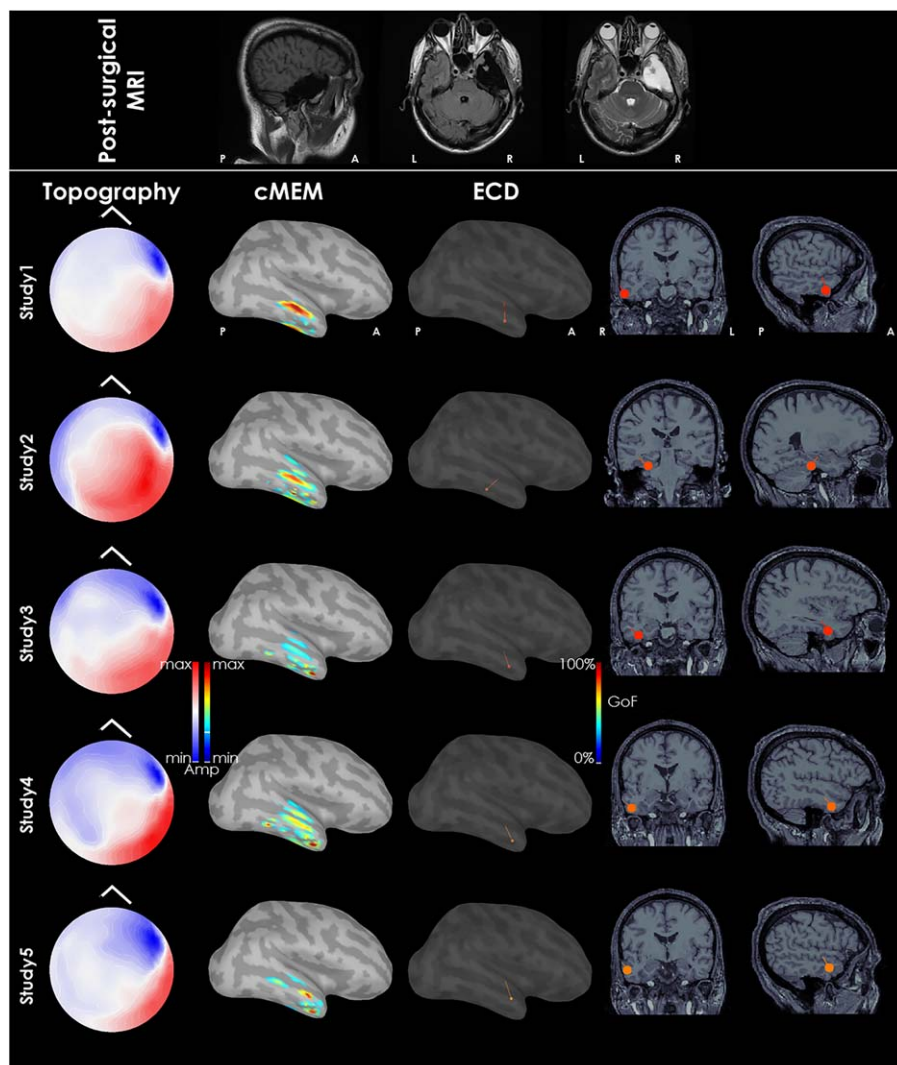 Post-surgical
MRI
P A L R L R
Topography cMEM ECD
Study1
P A P A R L P A
Study2
Study3
max max 100%
GoF
min min 0%
Amp
Study4
Study5